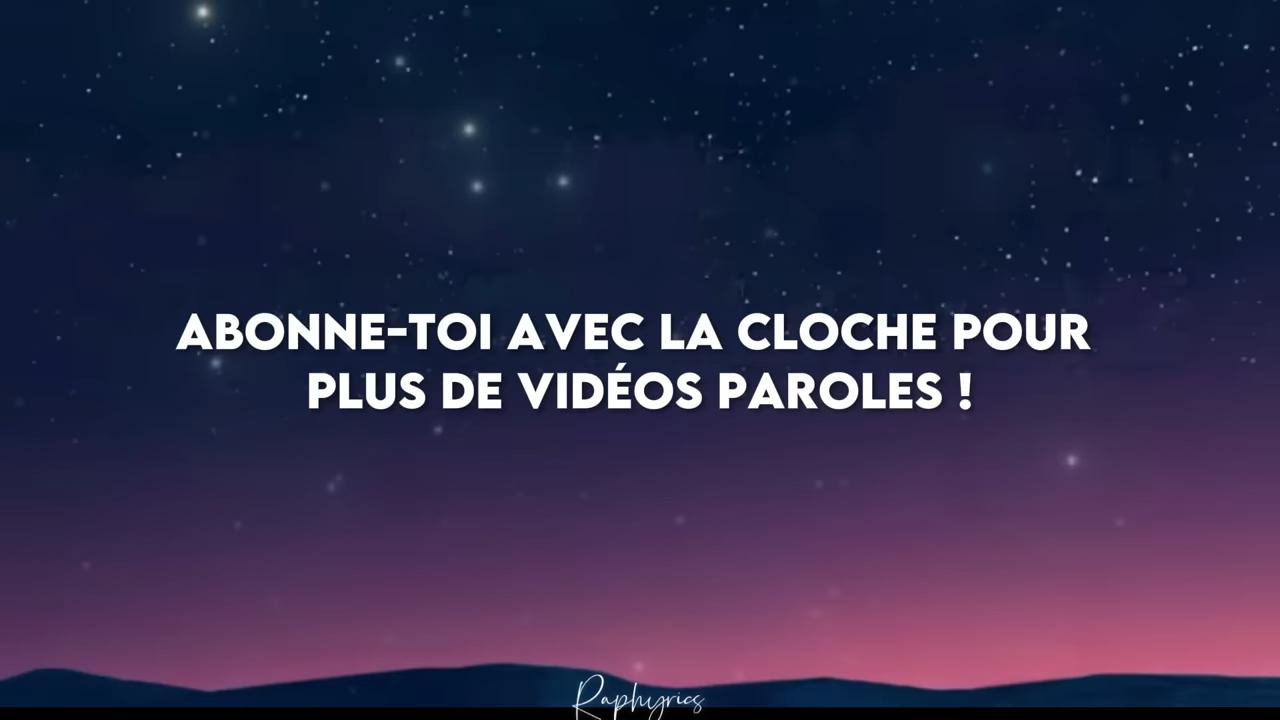 ABONNE-TOI AVEC LA CLOCHE POUR
PLUS DE VIDÉOS PAROLES !
Raphyrics